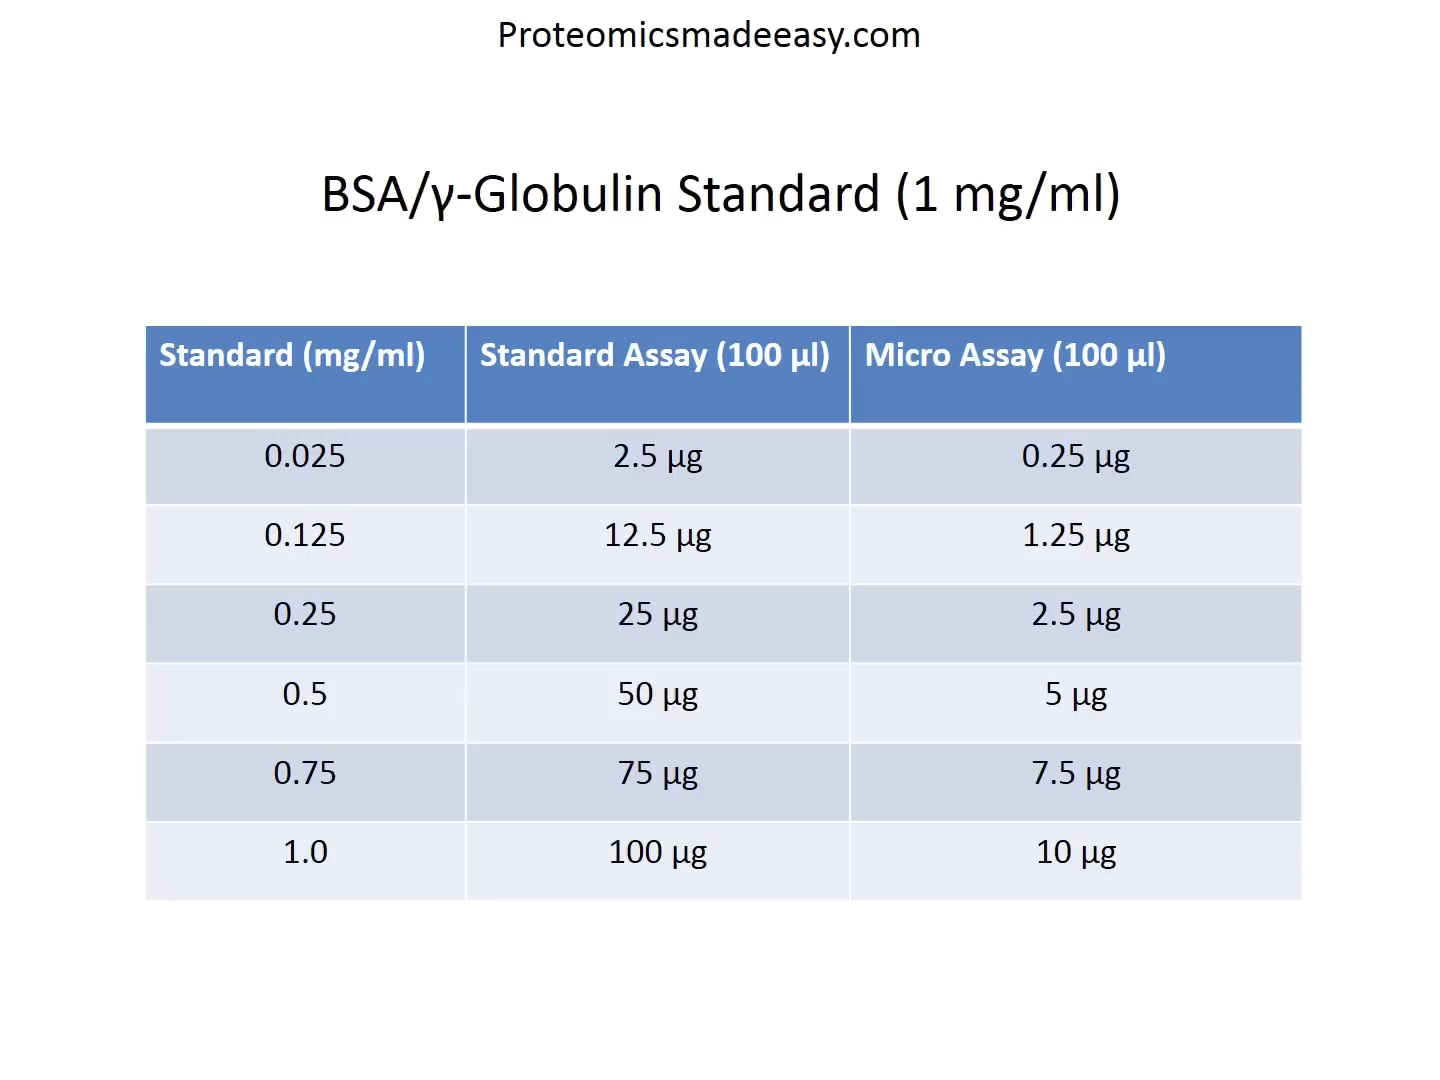 Proteomicsmadeeasy.com
BSA/γ-Globulin Standard (1 mg/ml)
Standard (mg/ml) Standard Assay (100 µl) Micro Assay (100 µl)
0.025 2.5 µg 0.25 µg
0.125 12.5 µg 1.25 µg
0.25 25 µg 2.5 µg
0.5 50 µg 5 µg
0.75 75 µg 7.5 µg
1.0 100 µg 10 µg